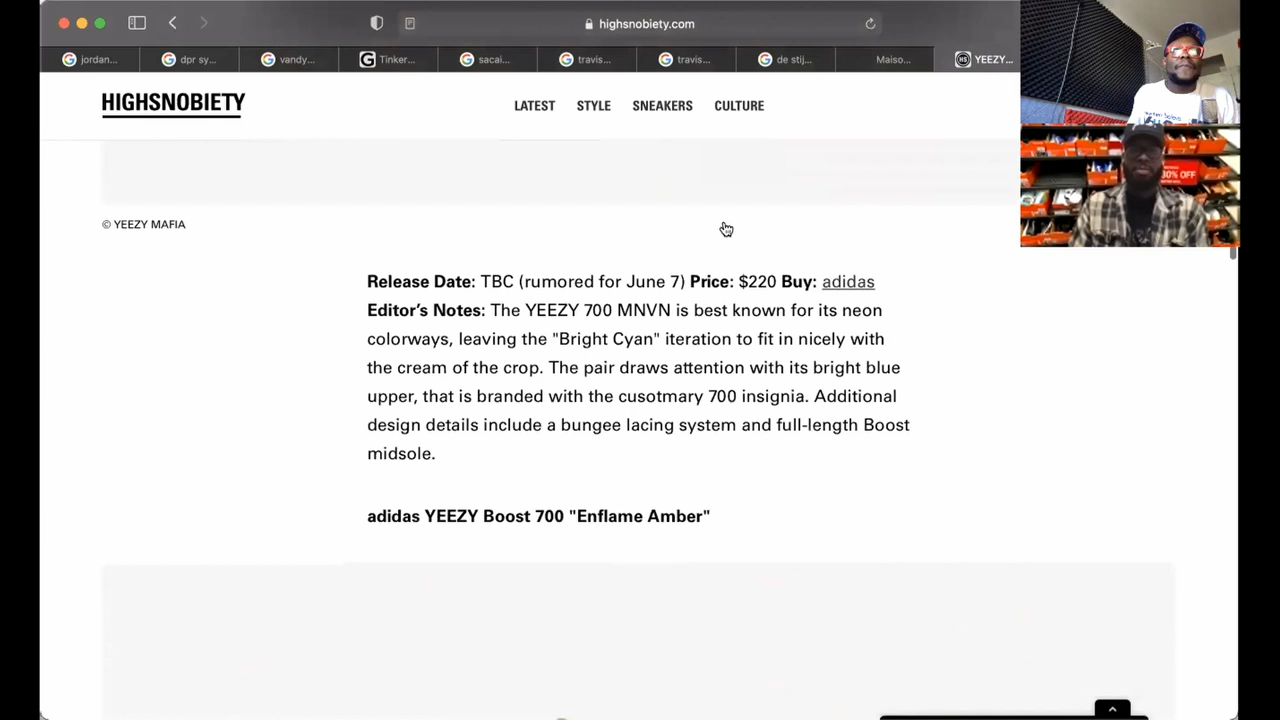 highsnobiety.com
jordan... dpr sy... vandy... Tinker... sacai... travis... travis... de stij... Maiso... YEEZY...
HIGHSNOBIETY
LATEST STYLE SNEAKERS CULTURE
30% OFF
© YEEZY MAFIA
Release Date: TBC (rumored for June 7) Price: $220 Buy: adidas
Editor’s Notes: The YEEZY 700 MNVN is best known for its neon
colorways, leaving the "Bright Cyan" iteration to fit in nicely with
the cream of the crop. The pair draws attention with its bright blue
upper, that is branded with the cusotmary 700 insignia. Additional
design details include a bungee lacing system and full-length Boost
midsole.
adidas YEEZY Boost 700 "Enflame Amber"